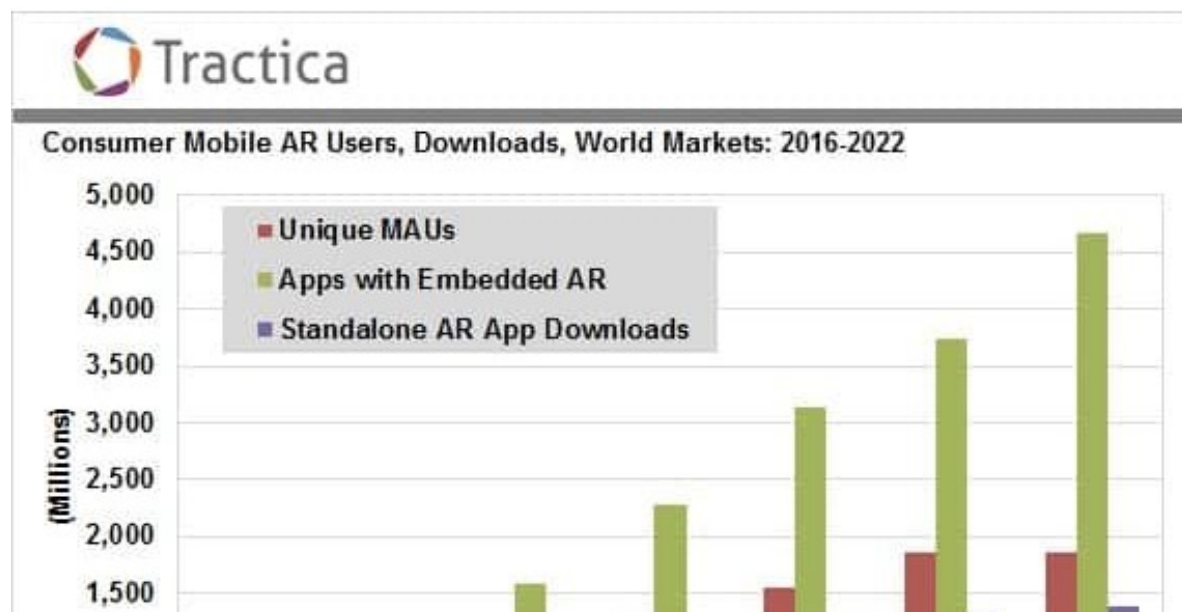 Tractica
Consumer Mobile AR Users, Downloads, World Markets: 2016-2022
5,000
4,500
4,000
3,500
3,000
2,500
2,000
1,500
(Millions)
Unique MAUs
Apps with Embedded AR
Standalone AR App Downloads